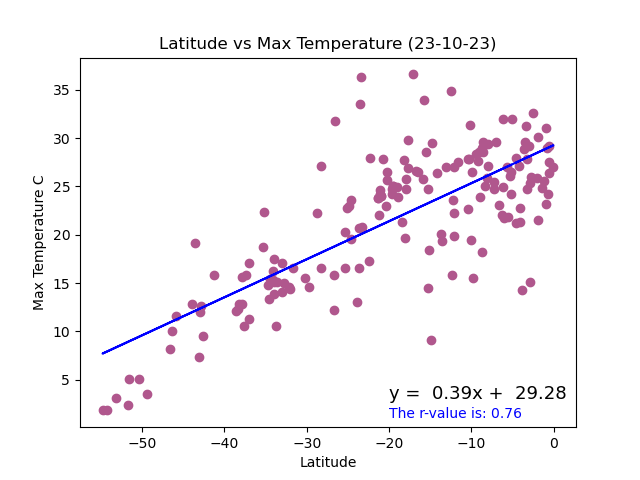 Latitude vs Max Temperature (23-10-23)
Max Temperature C
35
30
25
20
15
10
5
y =  0.39x +  29.28
The r-value is: 0.76
−50
−40
−30
−20
−10
0
Latitude